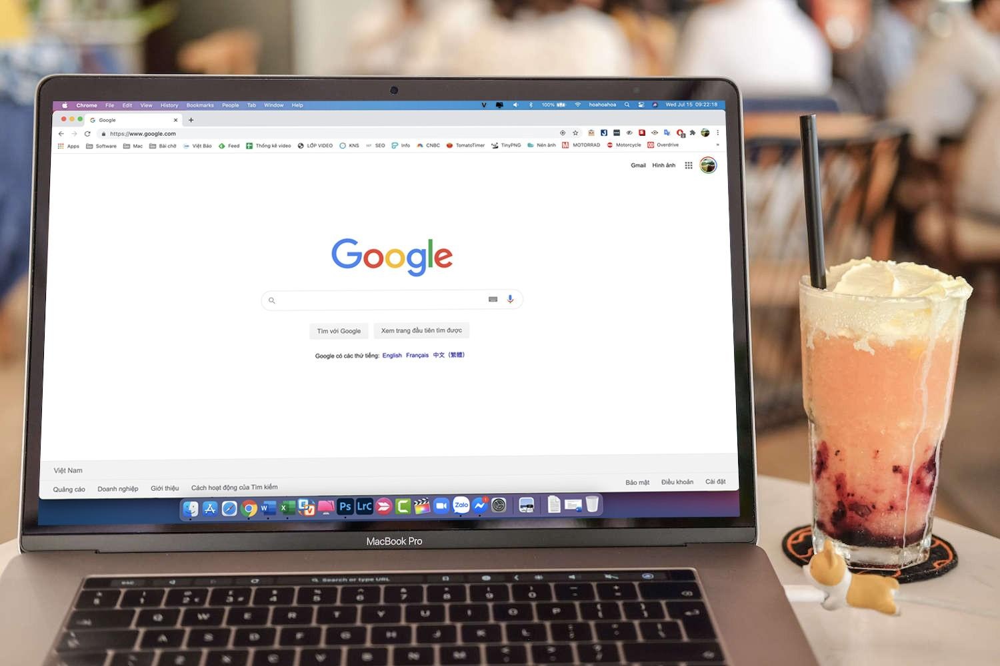 Chrome File Edit View History Bookmarks People Tab Window Help V 100% hoahoahoa Wed Jul 15 09:22:18
Google
https://www.google.com
Apps Software Mac Bài chờ Việt Báo Feed Thống kê video LỚP VIDEO KNS SEO Info CNBC TomatoTimer TinyPNG Nén ảnh MOTORRAD Motorcycle Overdrive »
Gmail Hình ảnh
Google
Tìm với Google Xem trang đầu tiên tìm được
Google có các thứ tiếng: English Français 中文 (繁體)
Việt Nam
Quảng cáo Doanh nghiệp Giới thiệu Cách hoạt động của Tìm kiếm Bảo mật Điều khoản Cài đặt
Ps LrC Zalo
MacBook Pro
esc Search or type URL
Q W E R T Y U I O P
A S D F G H J K L